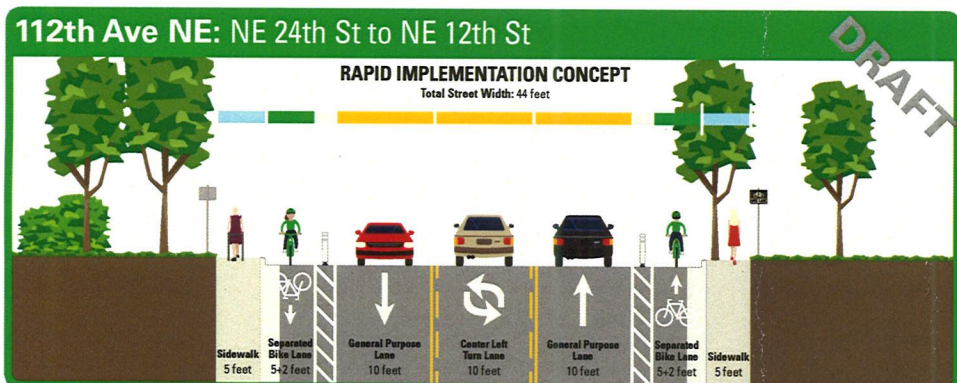 112th Ave NE: NE 24th St to NE 12th St
DRAFT
RAPID IMPLEMENTATION CONCEPT
Total Street Width: 44 feet
Sidewalk
5 feet
Separated
Bike Lane
5+2 feet
General Purpose
Lane
10 feet
Center Left
Turn Lane
10 feet
General Purpose
Lane
10 feet
Separated
Bike Lane
5+2 feet
Sidewalk
5 feet